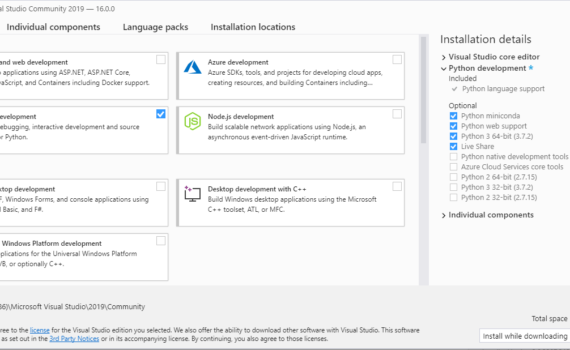 al Studio Community 2019 — 16.0.0
Individual components Language packs Installation locations
Installation details
and web development
applications using ASP.NET, ASP.NET Core,
vaScript, and Containers including Docker support.
Azure development
Azure SDKs, tools, and projects for developing cloud apps,
creating resources, and building Containers including...
evelopment
ebugging, interactive development and source
or Python.
Node.js development
Build scalable network applications using Node.js, an
asynchronous event-driven JavaScript runtime.
ktop development
F, Windows Forms, and console applications using
l Basic, and F#.
Desktop development with C++
Build Windows desktop applications using the Microsoft
C++ toolset, ATL, or MFC.
Windows Platform development
pplications for the Universal Windows Platform
VB, or optionally C++.
Visual Studio core editor
Python development *
Included
Python language support
Optional
Python miniconda
Python web support
Python 3 64-bit (3.7.2)
Live Share
Python native development tools
Azure Cloud Services core tools
Python 2 64-bit (2.7.15)
Python 3 32-bit (3.7.2)
Python 2 32-bit (2.7.15)
Individual components
86)\Microsoft Visual Studio\2019\Community
Total space
ree to the license for the Visual Studio edition you selected. We also offer the ability to download other software with Visual Studio. This software
as set out in the 3rd Party Notices or in its accompanying license. By continuing, you also agree to those licenses.
Install while downloading